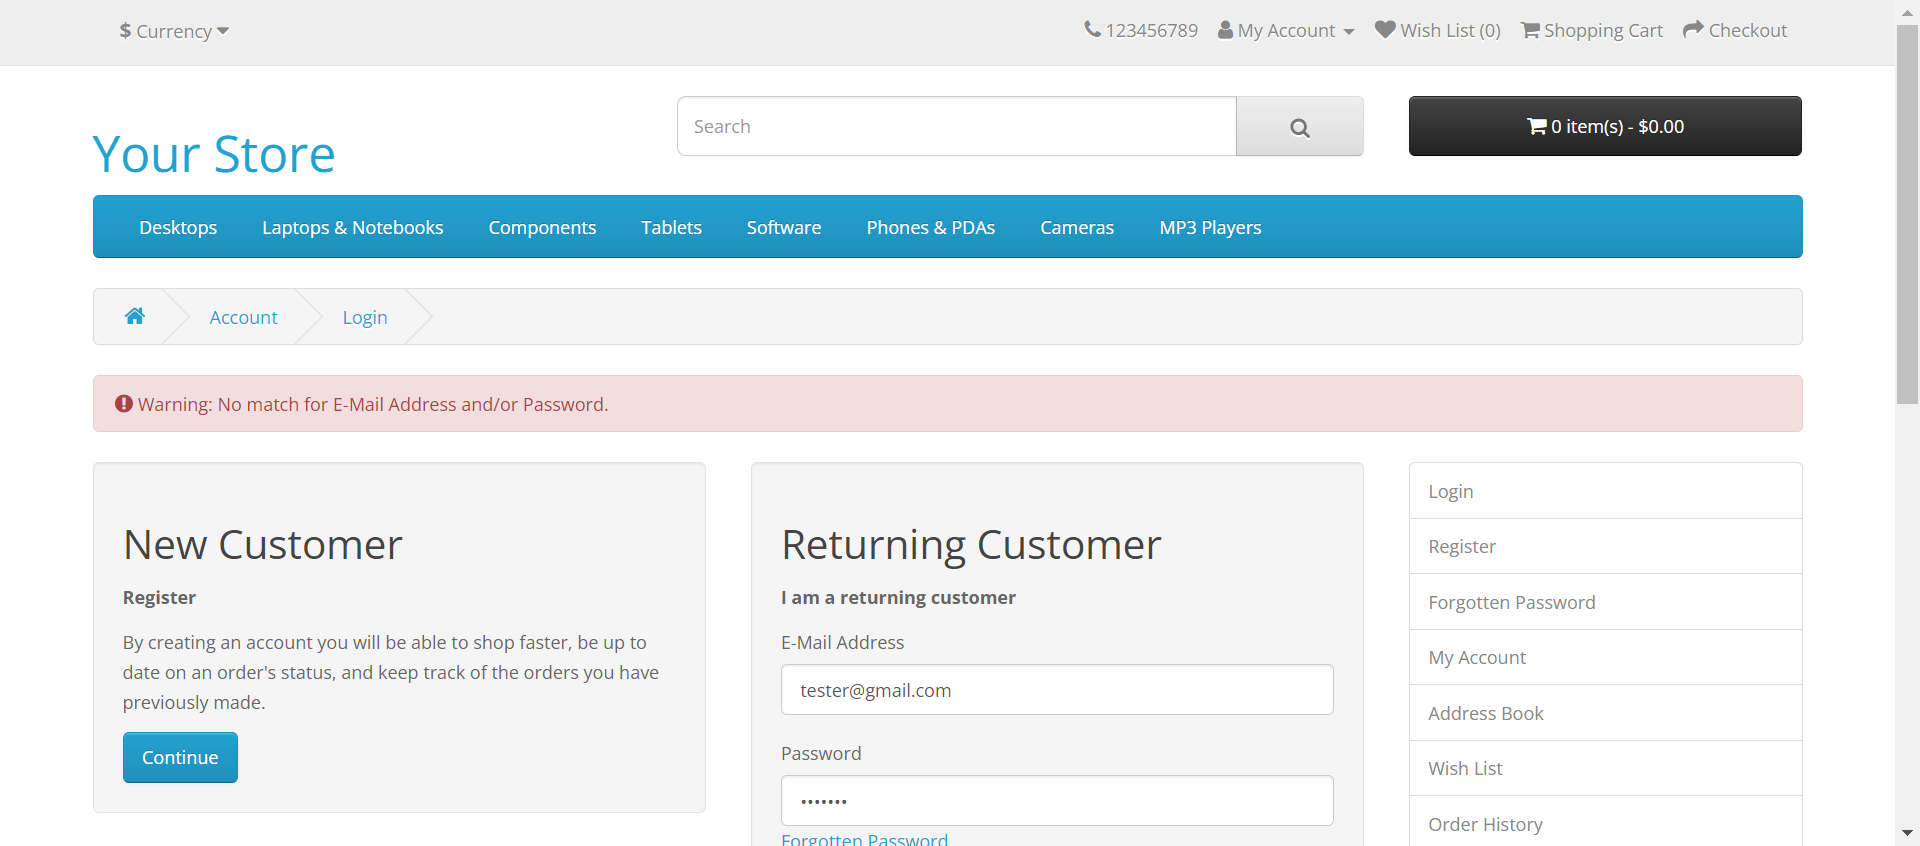 $ Currency
123456789 My Account Wish List (0) Shopping Cart Checkout
Your Store
Search
0 item(s) - $0.00
Desktops Laptops & Notebooks Components Tablets Software Phones & PDAs Cameras MP3 Players
Account Login
Warning: No match for E-Mail Address and/or Password.
New Customer
Register
By creating an account you will be able to shop faster, be up to
date on an order's status, and keep track of the orders you have
previously made.
Continue
Returning Customer
I am a returning customer
E-Mail Address
tester@gmail.com
Password
•••••••
Forgotten Password
Login
Register
Forgotten Password
My Account
Address Book
Wish List
Order History